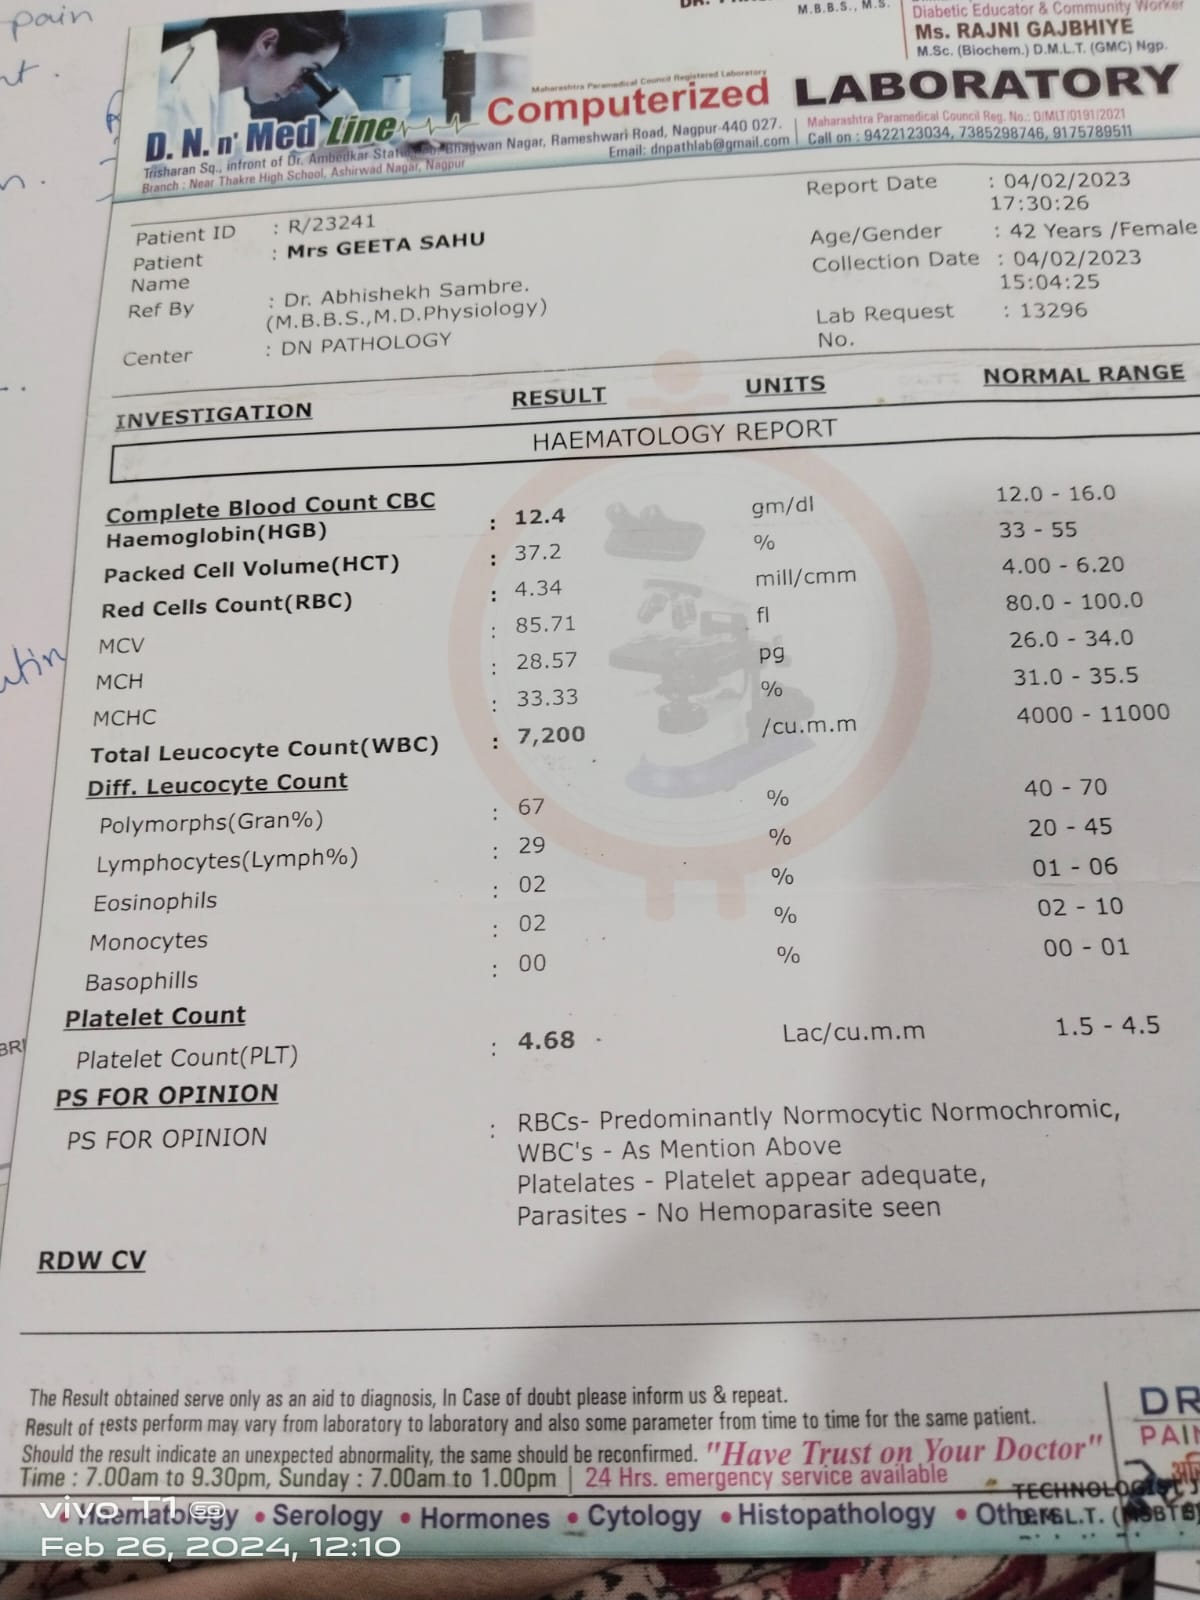 pain
M.B.B.S., M.S.
Diabetic Educator & Community Worker
Ms. RAJNI GAJBHIYE
M.Sc. (Biochem.) D.M.L.T. (GMC) Ngp.
Maharashtra Paramedical Council Registered Laboratory
D. N. n' Med Line Computerized LABORATORY
Maharashtra Paramedical Council Reg. No.: D/MLT/0191/2021
Call on : 9422123034, 7385298746, 9175789511
Trisharan Sq., infront of Dr. Ambedkar Bhagwan Nagar, Rameshwari Road, Nagpur-440 027.
Branch : Near Thakre High School, Ashirwad Nagar, Nagpur
Email: dnpathlab@gmail.com
Patient ID : R/23241
Patient Name : Mrs GEETA SAHU
Ref By : Dr. Abhishekh Sambre.
(M.B.B.S.,M.D.Physiology)
Center : DN PATHOLOGY
Report Date : 04/02/2023
17:30:26
Age/Gender : 42 Years /Female
Collection Date : 04/02/2023
15:04:25
Lab Request No. : 13296
INVESTIGATION RESULT UNITS NORMAL RANGE
HAEMATOLOGY REPORT
Complete Blood Count CBC
Haemoglobin(HGB) : 12.4 gm/dl 12.0 - 16.0
Packed Cell Volume(HCT) : 37.2 % 33 - 55
Red Cells Count(RBC) : 4.34 mill/cmm 4.00 - 6.20
MCV : 85.71 fl 80.0 - 100.0
MCH : 28.57 pg 26.0 - 34.0
MCHC : 33.33 % 31.0 - 35.5
Total Leucocyte Count(WBC) : 7,200 /cu.m.m 4000 - 11000
Diff. Leucocyte Count
Polymorphs(Gran%) : 67 % 40 - 70
Lymphocytes(Lymph%) : 29 % 20 - 45
Eosinophils : 02 % 01 - 06
Monocytes : 02 % 02 - 10
Basophills : 00 % 00 - 01
Platelet Count
Platelet Count(PLT) : 4.68 Lac/cu.m.m 1.5 - 4.5
PS FOR OPINION
PS FOR OPINION : RBCs- Predominantly Normocytic Normochromic,
WBC's - As Mention Above
Platelates - Platelet appear adequate,
Parasites - No Hemoparasite seen
RDW CV
The Result obtained serve only as an aid to diagnosis, In Case of doubt please inform us & repeat.
Result of tests perform may vary from laboratory to laboratory and also some parameter from time to time for the same patient.
Should the result indicate an unexpected abnormality, the same should be reconfirmed. "Have Trust on Your Doctor"
Time : 7.00am to 9.30pm, Sunday : 7.00am to 1.00pm | 24 Hrs. emergency service available
DR
PAI
TECHNOLOGIST
• Haematology • Serology • Hormones • Cytology • Histopathology • Others
vivo T1 5G
Feb 26, 2024, 12:10